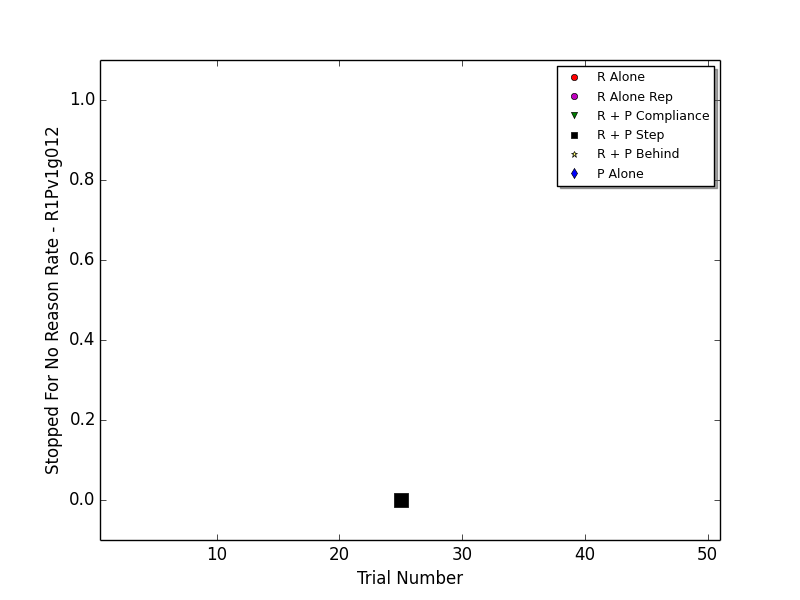 R Alone
R Alone Rep
R + P Compliance
R + P Step
R + P Behind
P Alone
1.0
0.8
0.6
0.4
0.2
0.0
Stopped For No Reason Rate - R1Pv1g012
10 20 30 40 50
Trial Number